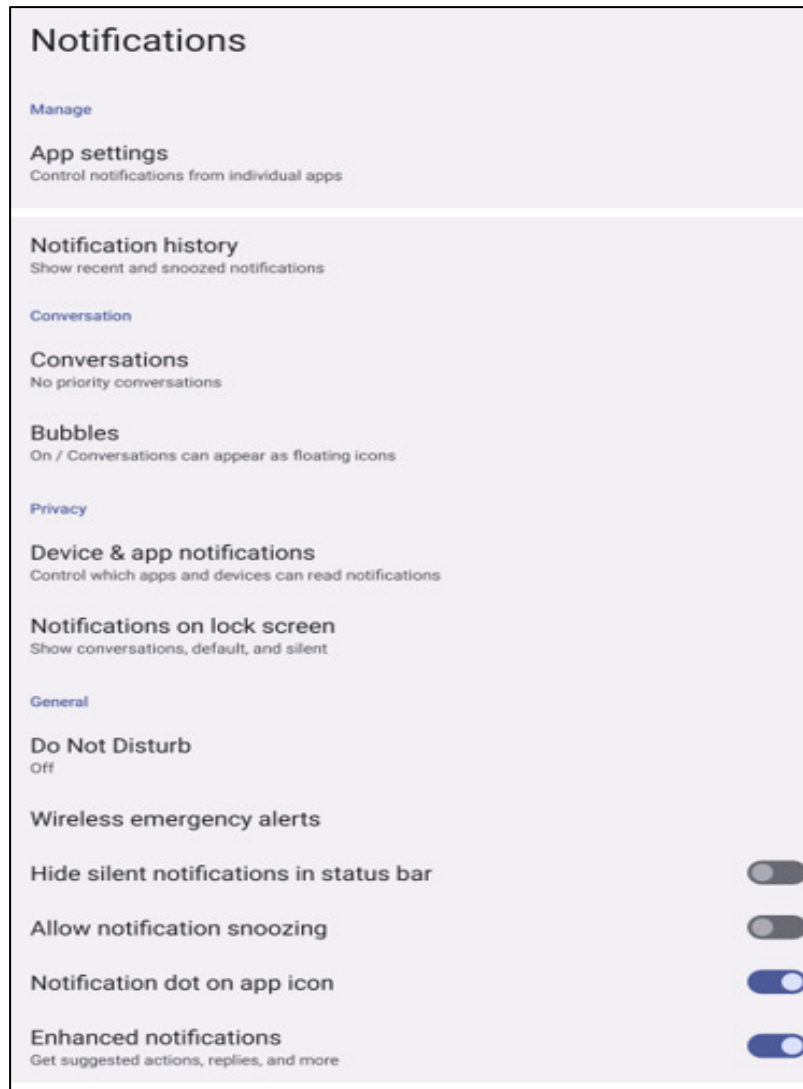 Notifications
Manage
App settings
Control notifications from individual apps
Notification history
Show recent and snoozed notifications
Conversation
Conversations
No priority conversations
Bubbles
On / Conversations can appear as floating icons
Privacy
Device & app notifications
Control which apps and devices can read notifications
Notifications on lock screen
Show conversations, default, and silent
General
Do Not Disturb
Off
Wireless emergency alerts
Hide silent notifications in status bar
Allow notification snoozing
Notification dot on app icon
Enhanced notifications
Get suggested actions, replies, and more